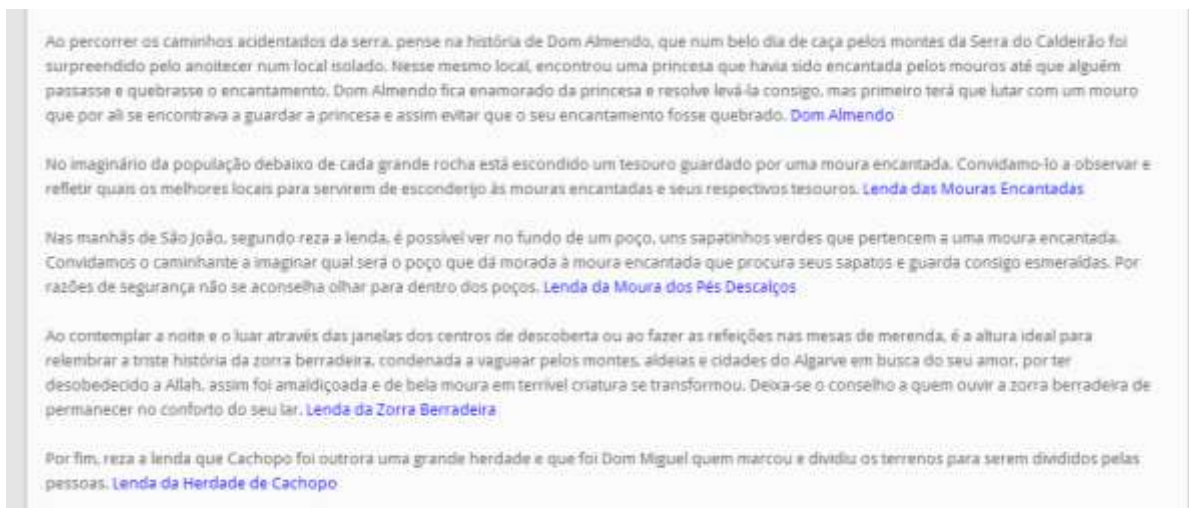 Ao percorrer os caminhos acidentados da serra, pense na história de Dom Almendo, que num belo dia de caça pelos montes da Serra do Caldeirão foi
surpreendido pelo anoitecer num local isolado. Nesse mesmo local, encontrou uma princesa que havia sido encantada pelos mouros até que alguém
passasse e quebrasse o encantamento. Dom Almendo fica enamorado da princesa e resolve levá-la consigo, mas primeiro terá que lutar com um mouro
que por ali se encontrava a guardar a princesa e assim evitar que o seu encantamento fosse quebrado. Dom Almendo
No imaginário da população debaixo de cada grande rocha está escondido um tesouro guardado por uma moura encantada. Convidamo-lo a observar e
refletir quais os melhores locais para servirem de esconderijo às mouras encantadas e seus respectivos tesouros. Lenda das Mouras Encantadas
Nas manhãs de São João, segundo reza a lenda, é possível ver no fundo de um poço, uns sapatinhos verdes que pertencem a uma moura encantada.
Convidamos o caminhante a imaginar qual será o poço que dá morada à moura encantada que procura seus sapatos e guarda consigo esmeraldas. Por
razões de segurança não se aconselha olhar para dentro dos poços. Lenda da Moura dos Pés Descalços
Ao contemplar a noite e o luar através das janelas dos centros de descoberta ou ao fazer as refeições nas mesas de merenda, é a altura ideal para
relembrar a triste história da zorra berradeira, condenada a vaguear pelos montes, aldeias e cidades do Algarve em busca do seu amor, por ter
desobedecido a Allah, assim foi amaldiçoada e de bela moura em terrível criatura se transformou. Deixa-se o conselho a quem ouvir a zorra berradeira de
permanecer no conforto do seu lar. Lenda da Zorra Berradeira
Por fim, reza a lenda que Cachopo foi outrora uma grande herdade e que foi Dom Miguel quem marcou e dividiu os terrenos para serem divididos pelas
pessoas. Lenda da Herdade de Cachopo